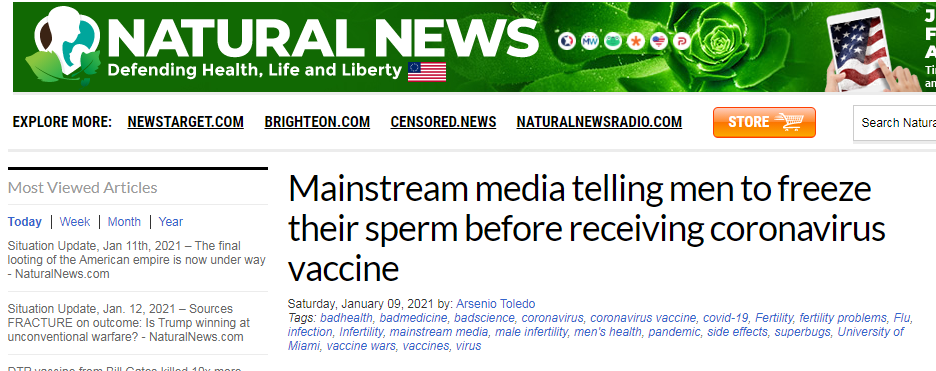 NATURAL NEWS
Defending Health, Life and Liberty
EXPLORE MORE: NEWSTARGET.COM BRIGHTEON.COM CENSORED.NEWS NATURALNEWSRADIO.COM
STORE
Search Natura
Most Viewed Articles
Today | Week | Month | Year
Situation Update, Jan 11th, 2021 – The final
looting of the American empire is now under way
- NaturalNews.com
Situation Update, Jan. 12, 2021 – Sources
FRACTURE on outcome: Is Trump winning at
unconventional warfare? - NaturalNews.com
Mainstream media telling men to freeze
their sperm before receiving coronavirus
vaccine
Saturday, January 09, 2021 by: Arsenio Toledo
Tags: badhealth, badmedicine, badscience, coronavirus, coronavirus vaccine, covid-19, Fertility, fertility problems, Flu,
infection, Infertility, mainstream media, male infertility, men's health, pandemic, side effects, superbugs, University of
Miami, vaccine wars, vaccines, virus